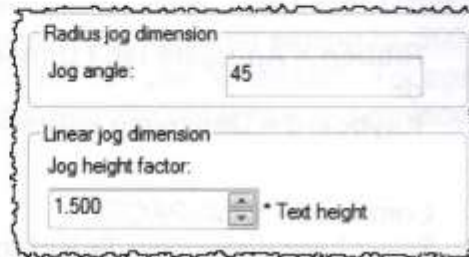 Radius jog dimension
Jog angle: 45
Linear jog dimension
Jog height factor:
1.500 * Text height